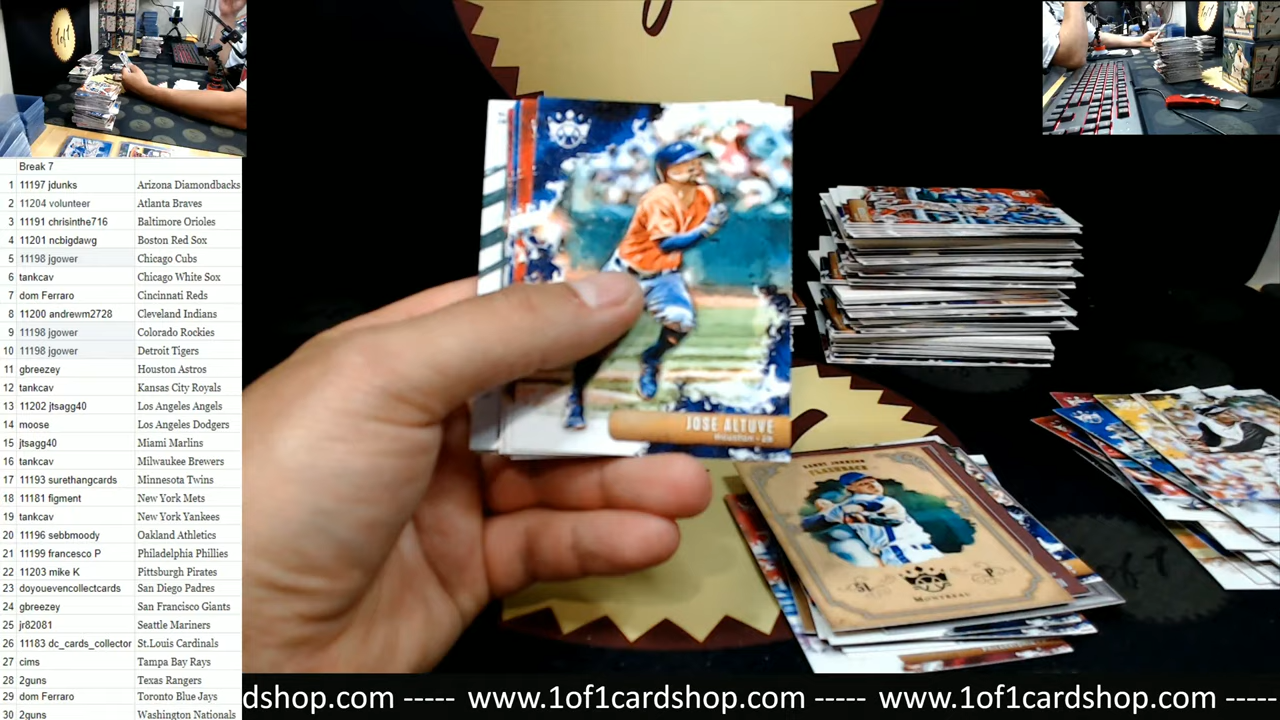 Break 7
1 11197 jdunks Arizona Diamondbacks
2 11204 volunteer Atlanta Braves
3 11191 chrisinthe716 Baltimore Orioles
4 11201 ncbigdawg Boston Red Sox
5 11198 jgower Chicago Cubs
6 tankcav Chicago White Sox
7 dom Ferraro Cincinnati Reds
8 11200 andrewm2728 Cleveland Indians
9 11198 jgower Colorado Rockies
10 11198 jgower Detroit Tigers
11 gbreezey Houston Astros
12 tankcav Kansas City Royals
13 11202 jtsagg40 Los Angeles Angels
14 moose Los Angeles Dodgers
15 jtsagg40 Miami Marlins
16 tankcav Milwaukee Brewers
17 11193 surethangcards Minnesota Twins
18 11181 figment New York Mets
19 tankcav New York Yankees
20 11196 sebbmoody Oakland Athletics
21 11199 francesco P Philadelphia Phillies
22 11203 mike K Pittsburgh Pirates
23 doyouevencollectcards San Diego Padres
24 gbreezey San Francisco Giants
25 jr82081 Seattle Mariners
26 11183 dc_cards_collector St.Louis Cardinals
27 cims Tampa Bay Rays
28 2guns Texas Rangers
29 dom Ferraro Toronto Blue Jays
30 2guns Washington Nationals
JOSE ALTUVE
HOUSTON - 2B
RANDY JOHNSON
FLASHBACK
51 P
MONTREAL
of 1
dshop.com ----- www.1of1cardshop.com ----- www.1of1cardshop.com ----